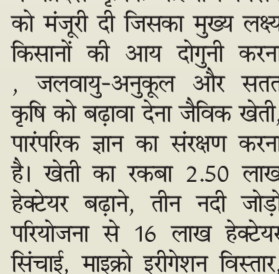 को मंजूरी दी जिसका मुख्य लक्ष्य
किसानों की आय दोगुनी करना
, जलवायु-अनुकूल और सतत
कृषि को बढ़ावा देना जैविक खेती,
पारंपरिक ज्ञान का संरक्षण करना
है। खेती का रकबा 2.50 लाख
हेक्टेयर बढ़ाने, तीन नदी जोड़ो
परियोजना से 16 लाख हेक्टेयर
सिंचाई, माइक्रो इरीगेशन विस्तार,